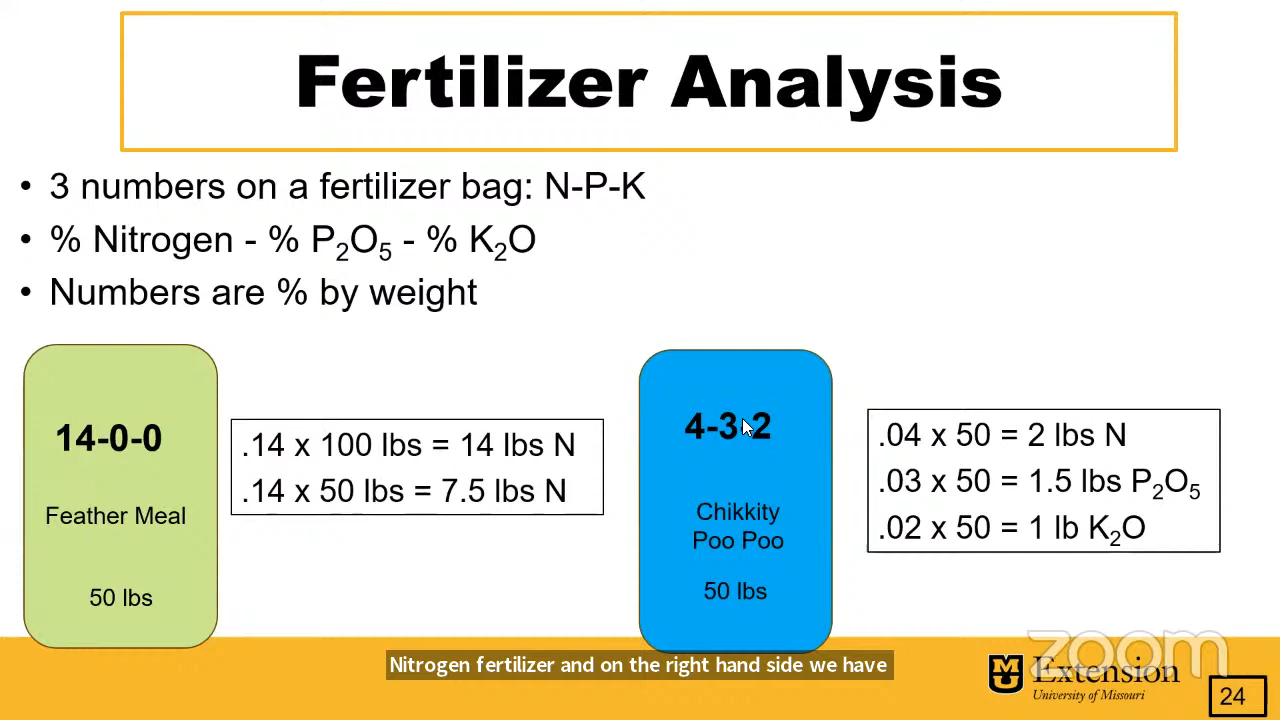 Fertilizer Analysis
• 3 numbers on a fertilizer bag: N-P-K
• % Nitrogen - % P₂O₅ - % K₂O
• Numbers are % by weight
14-0-0
Feather Meal
50 lbs
.14 x 100 lbs = 14 lbs N
.14 x 50 lbs = 7.5 lbs N
4-3-2
Chikkity
Poo Poo
50 lbs
.04 x 50 = 2 lbs N
.03 x 50 = 1.5 lbs P₂O₅
.02 x 50 = 1 lb K₂O
Nitrogen fertilizer and on the right hand side we have
zoom
MU
Extension
University of Missouri
24